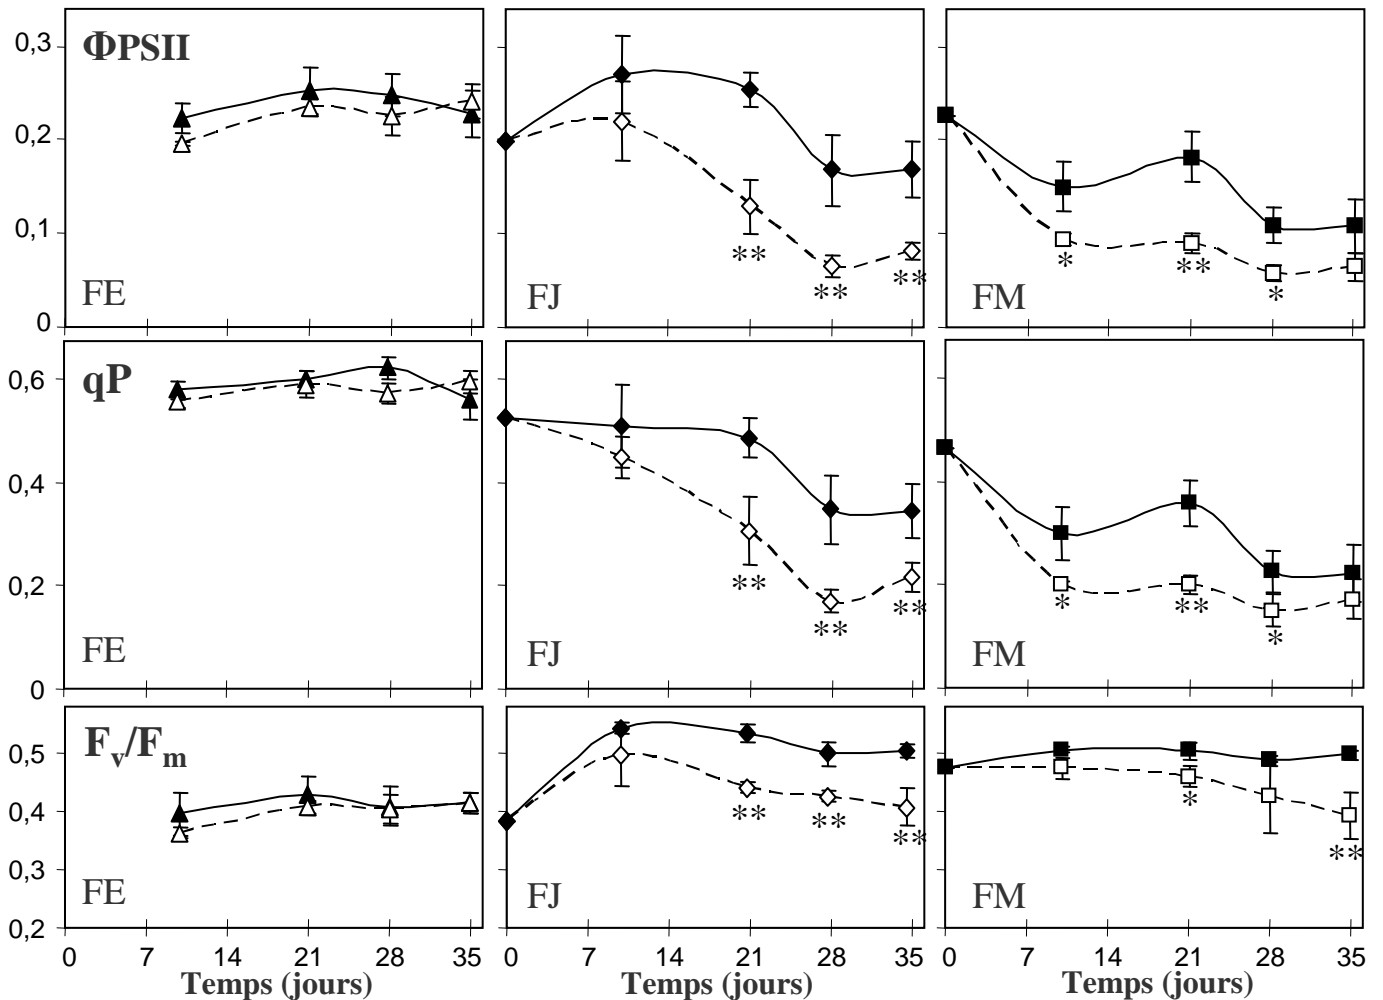 ΦPSII
0,3
0,2
0,1
0
FE
FJ
**
**
**
FM
*
**
*
qP
0,6
0,4
0,2
0
FE
FJ
**
**
**
FM
*
**
*
Fv/Fm
0,5
0,4
0,3
0,2
FE
FJ
**
**
**
FM
*
**
0 7 14 21 28 35
0 7 14 21 28 35
0 7 14 21 28 35
Temps (jours)
Temps (jours)
Temps (jours)